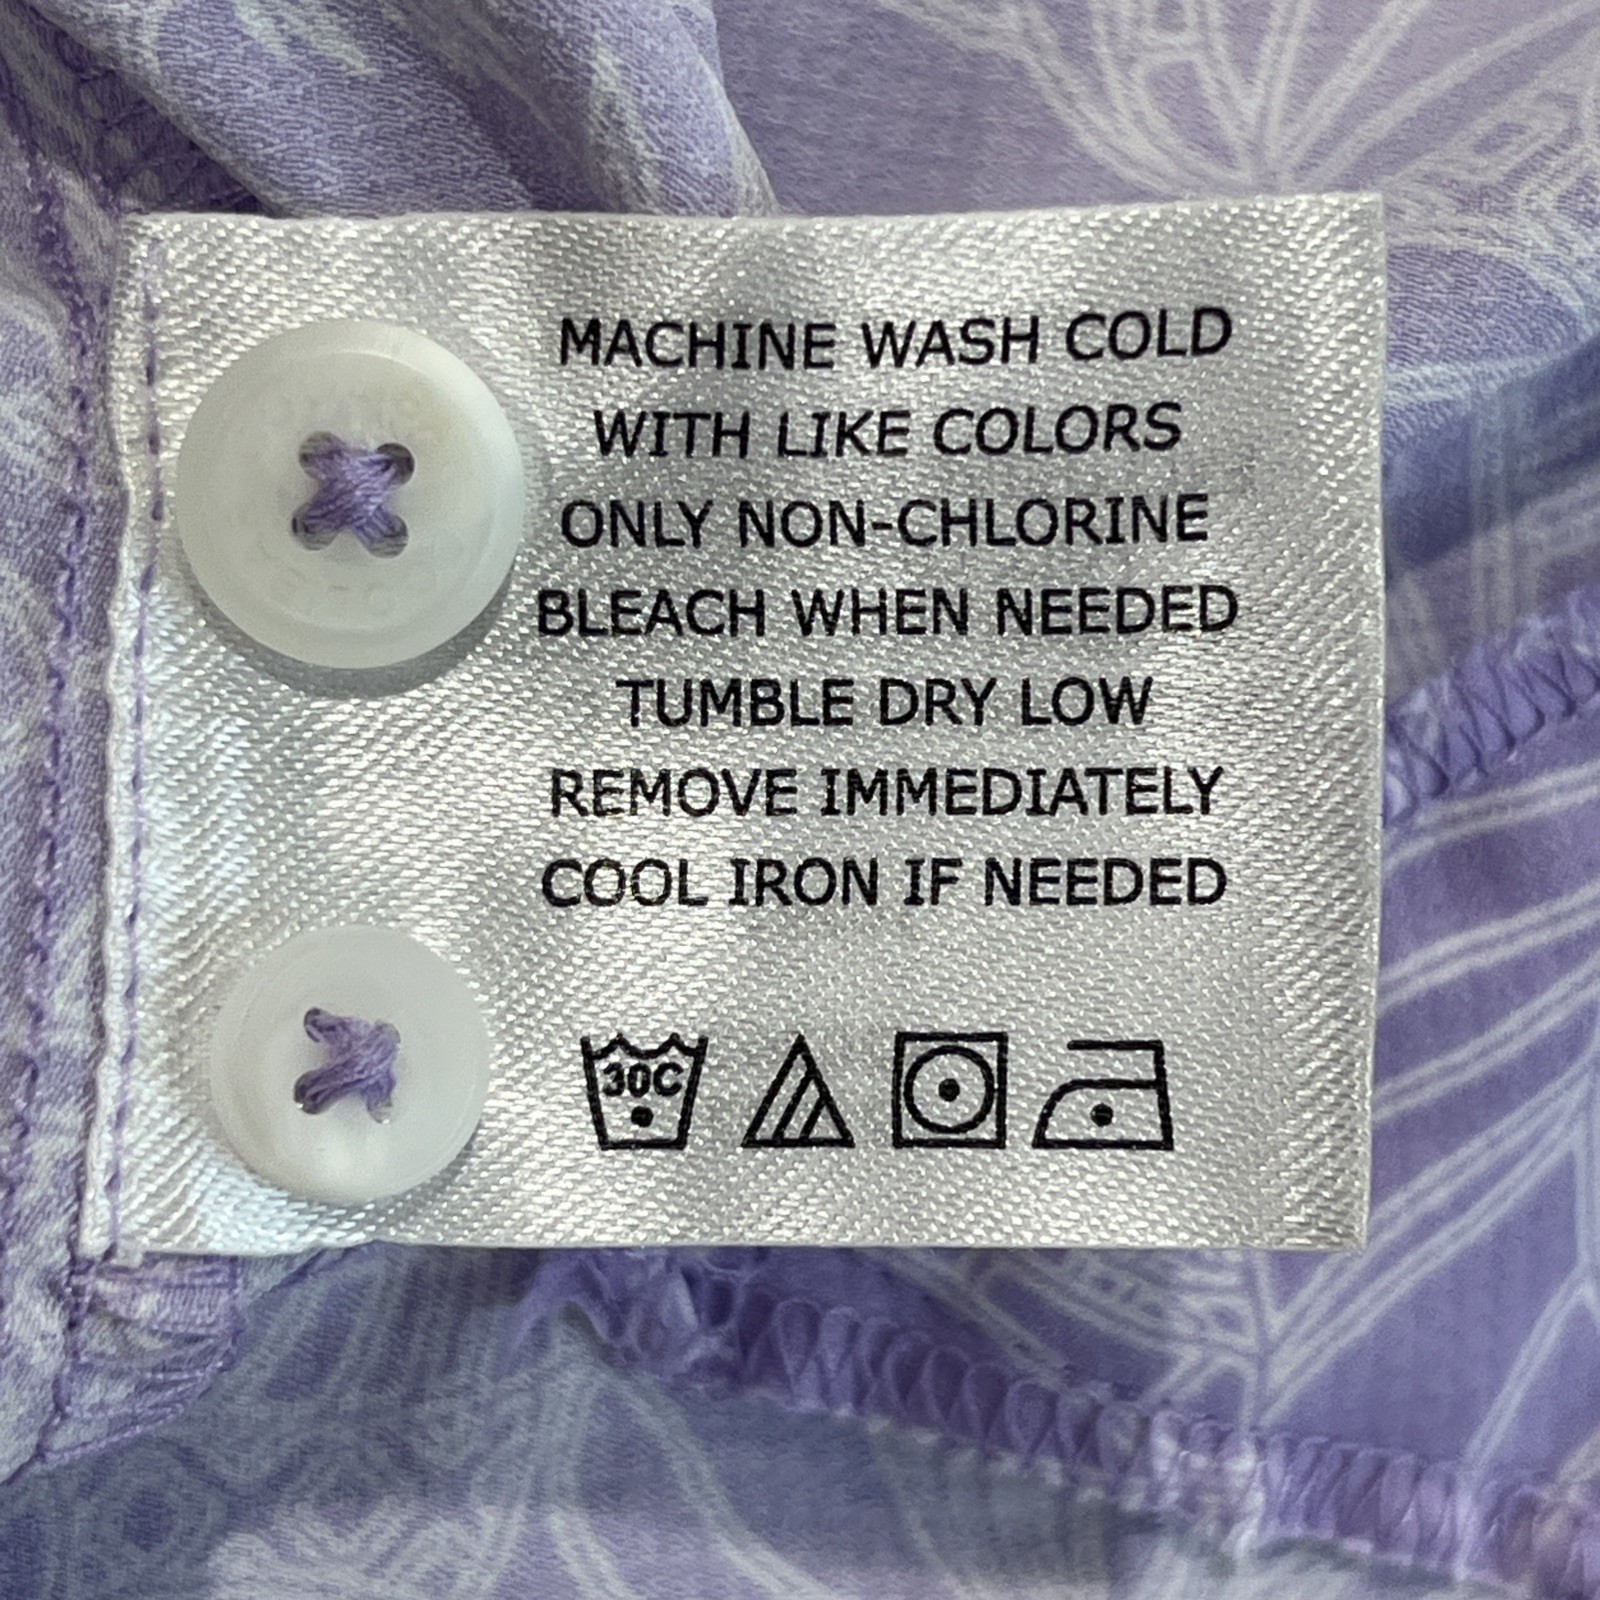 MACHINE WASH COLD
WITH LIKE COLORS
ONLY NON-CHLORINE
BLEACH WHEN NEEDED
TUMBLE DRY LOW
REMOVE IMMEDIATELY
COOL IRON IF NEEDED
30C